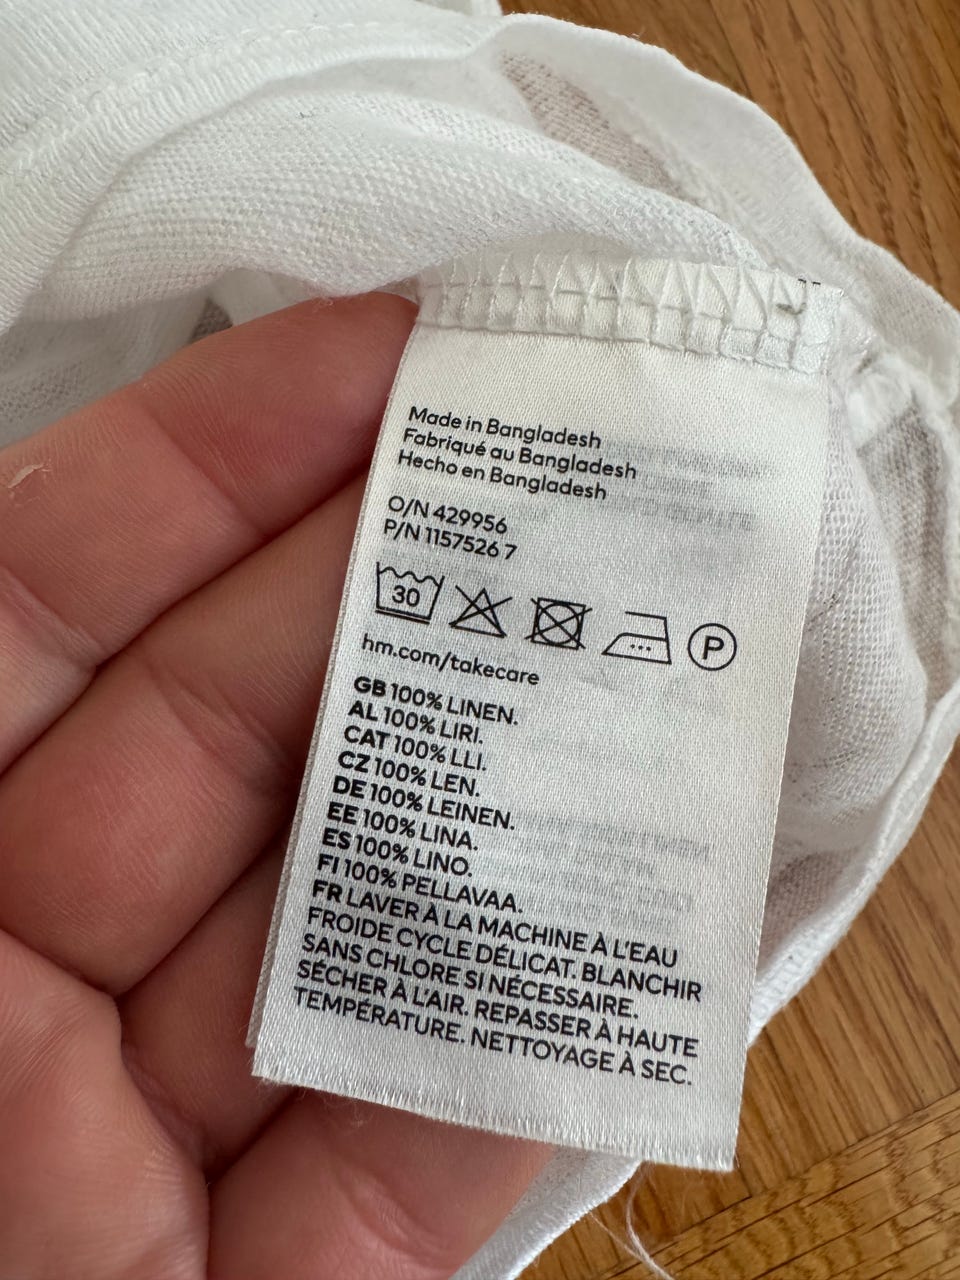 Made in Bangladesh
Fabriqué au Bangladesh
Hecho en Bangladesh
O/N 429956
P/N 1157526 7
30
P
hm.com/takecare
GB 100% LINEN.
AL 100% LIRI.
CAT 100% LLI.
CZ 100% LEN.
DE 100% LEINEN.
EE 100% LINA.
ES 100% LINO.
FI 100% PELLAVAA.
FR LAVER À LA MACHINE À L'EAU
FROIDE CYCLE DÉLICAT. BLANCHIR
SANS CHLORE SI NÉCESSAIRE.
SÉCHER À L'AIR. REPASSER À HAUTE
TEMPÉRATURE. NETTOYAGE À SEC.